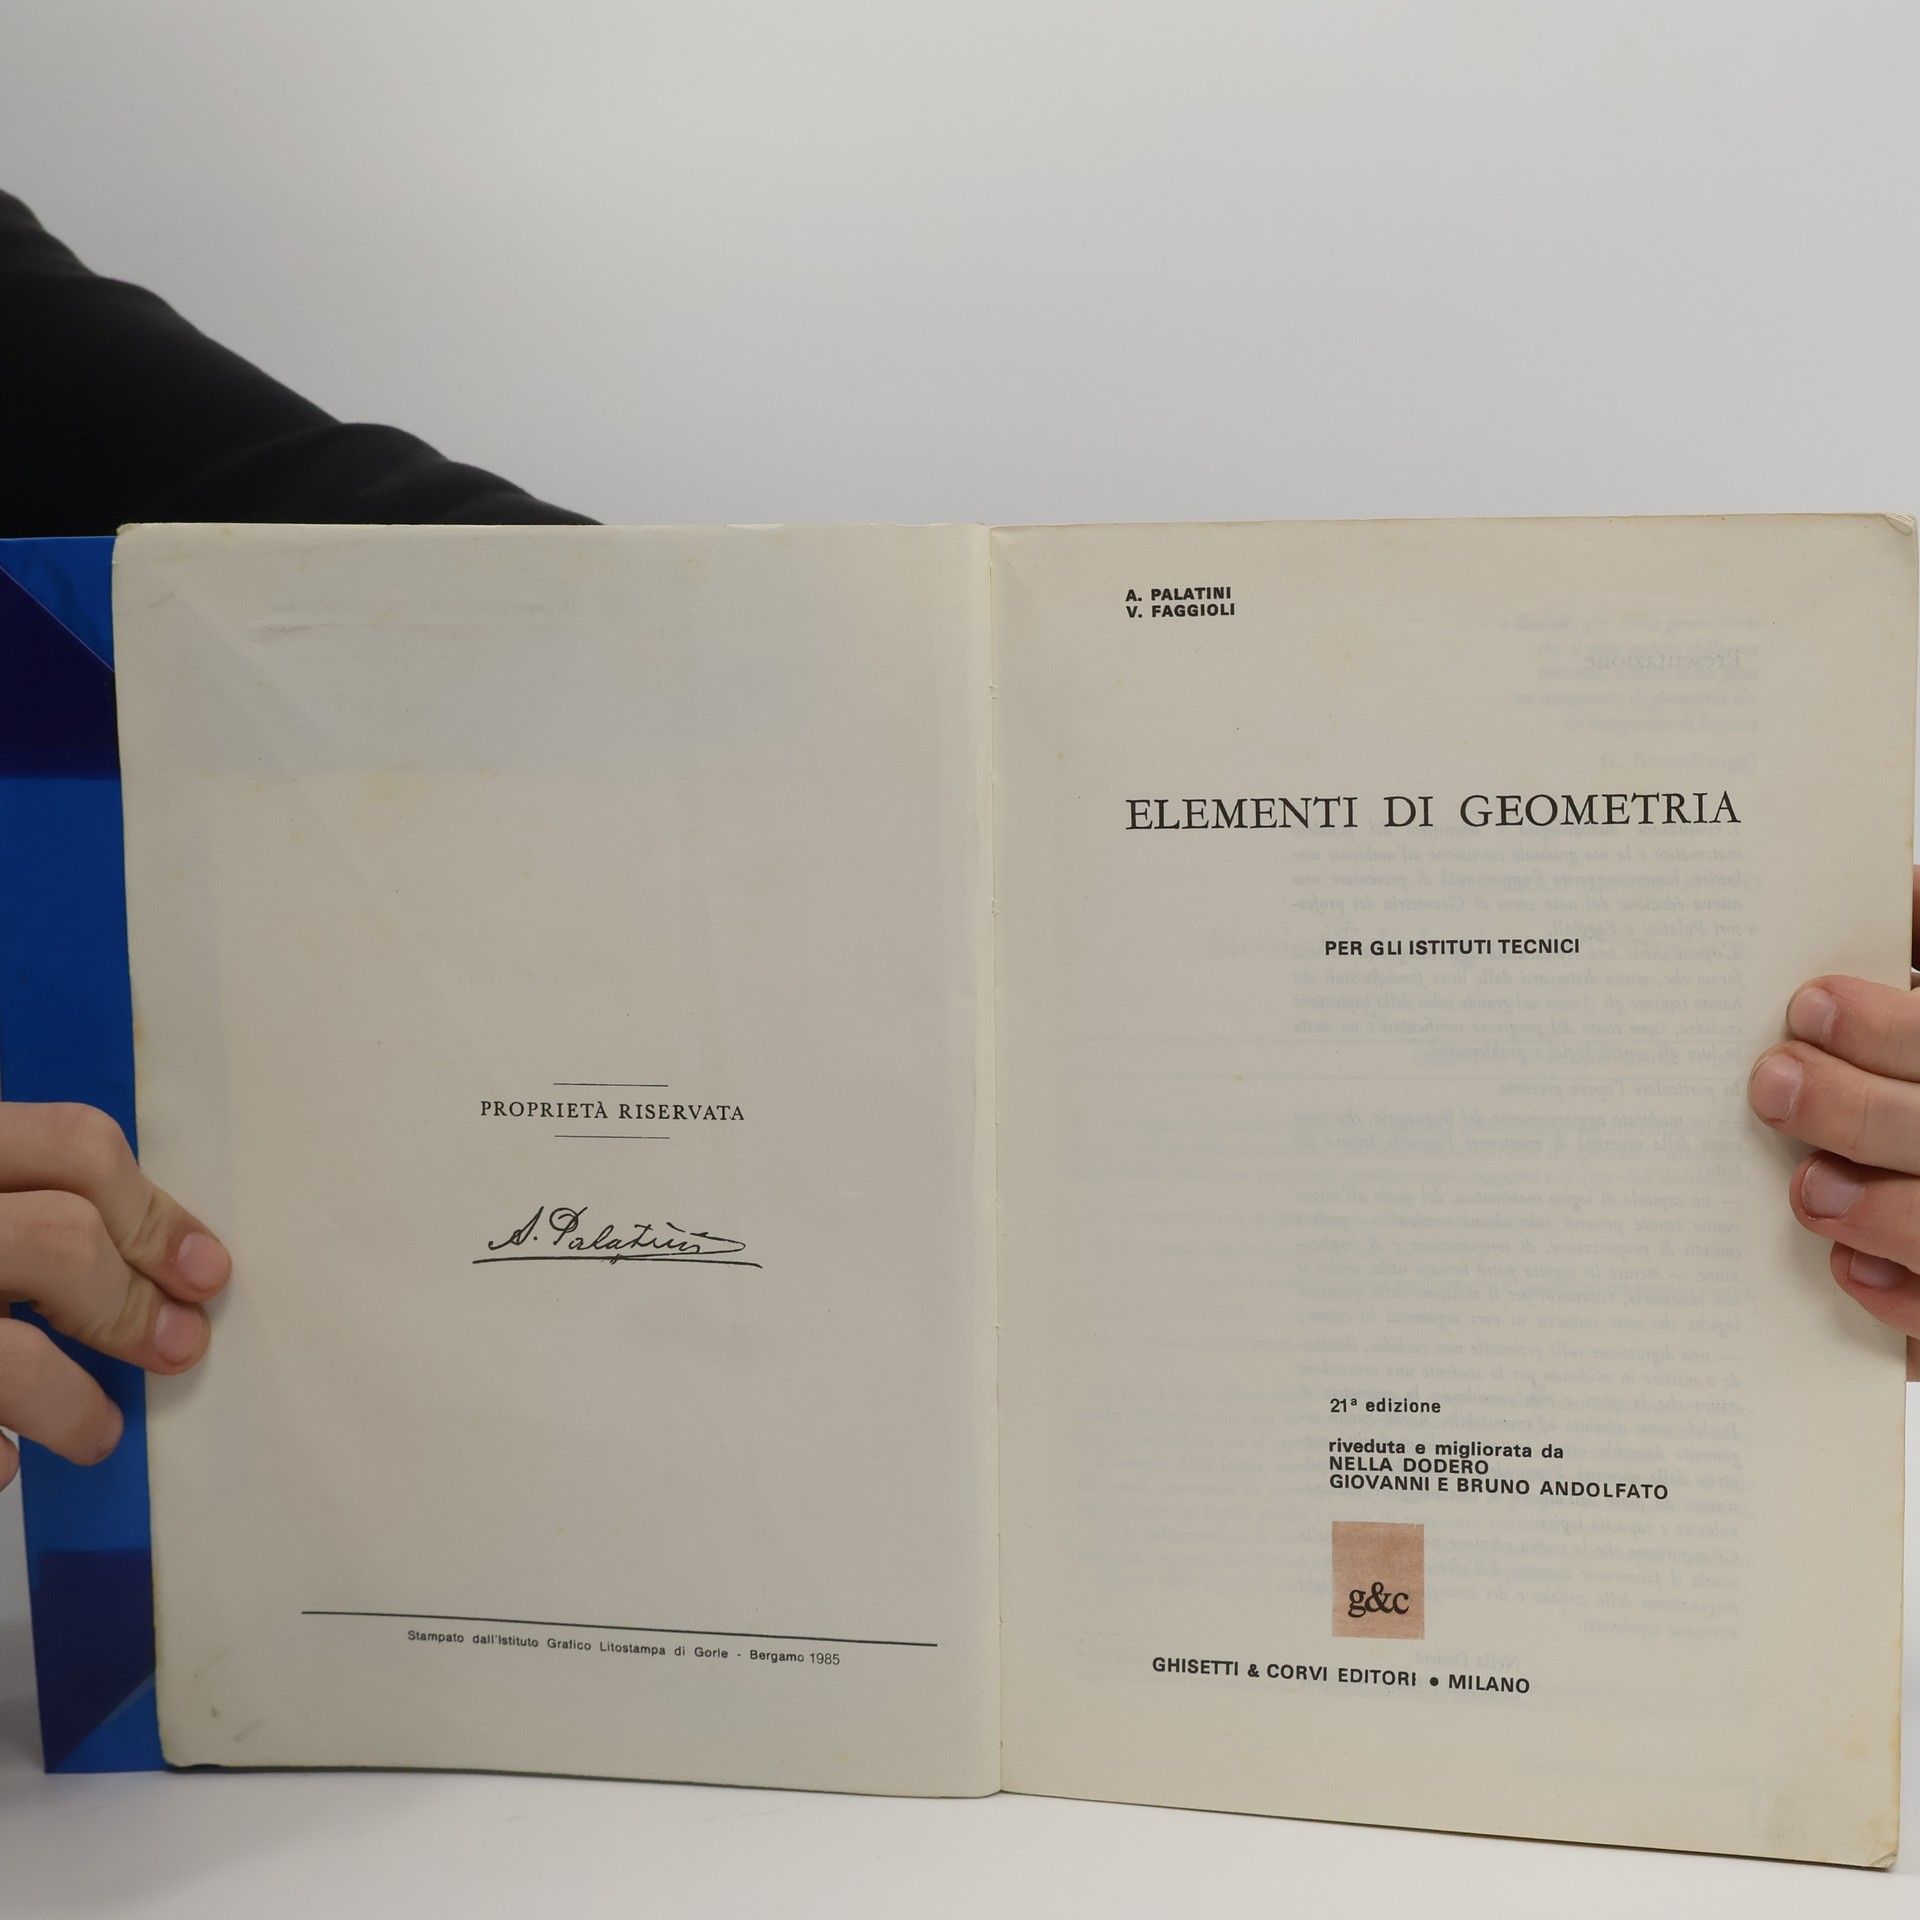 PROPRIETÀ RISERVATA
A. Palatini
Stampato dall'Istituto Grafico Litostampa di Gorle - Bergamo 1985
A. PALATINI
V. FAGGIOLI
ELEMENTI DI GEOMETRIA
PER GLI ISTITUTI TECNICI
21ª edizione
riveduta e migliorata da
NELLA DODERO
GIOVANNI E BRUNO ANDOLFATO
g&c
GHISETTI & CORVI EDITORI • MILANO